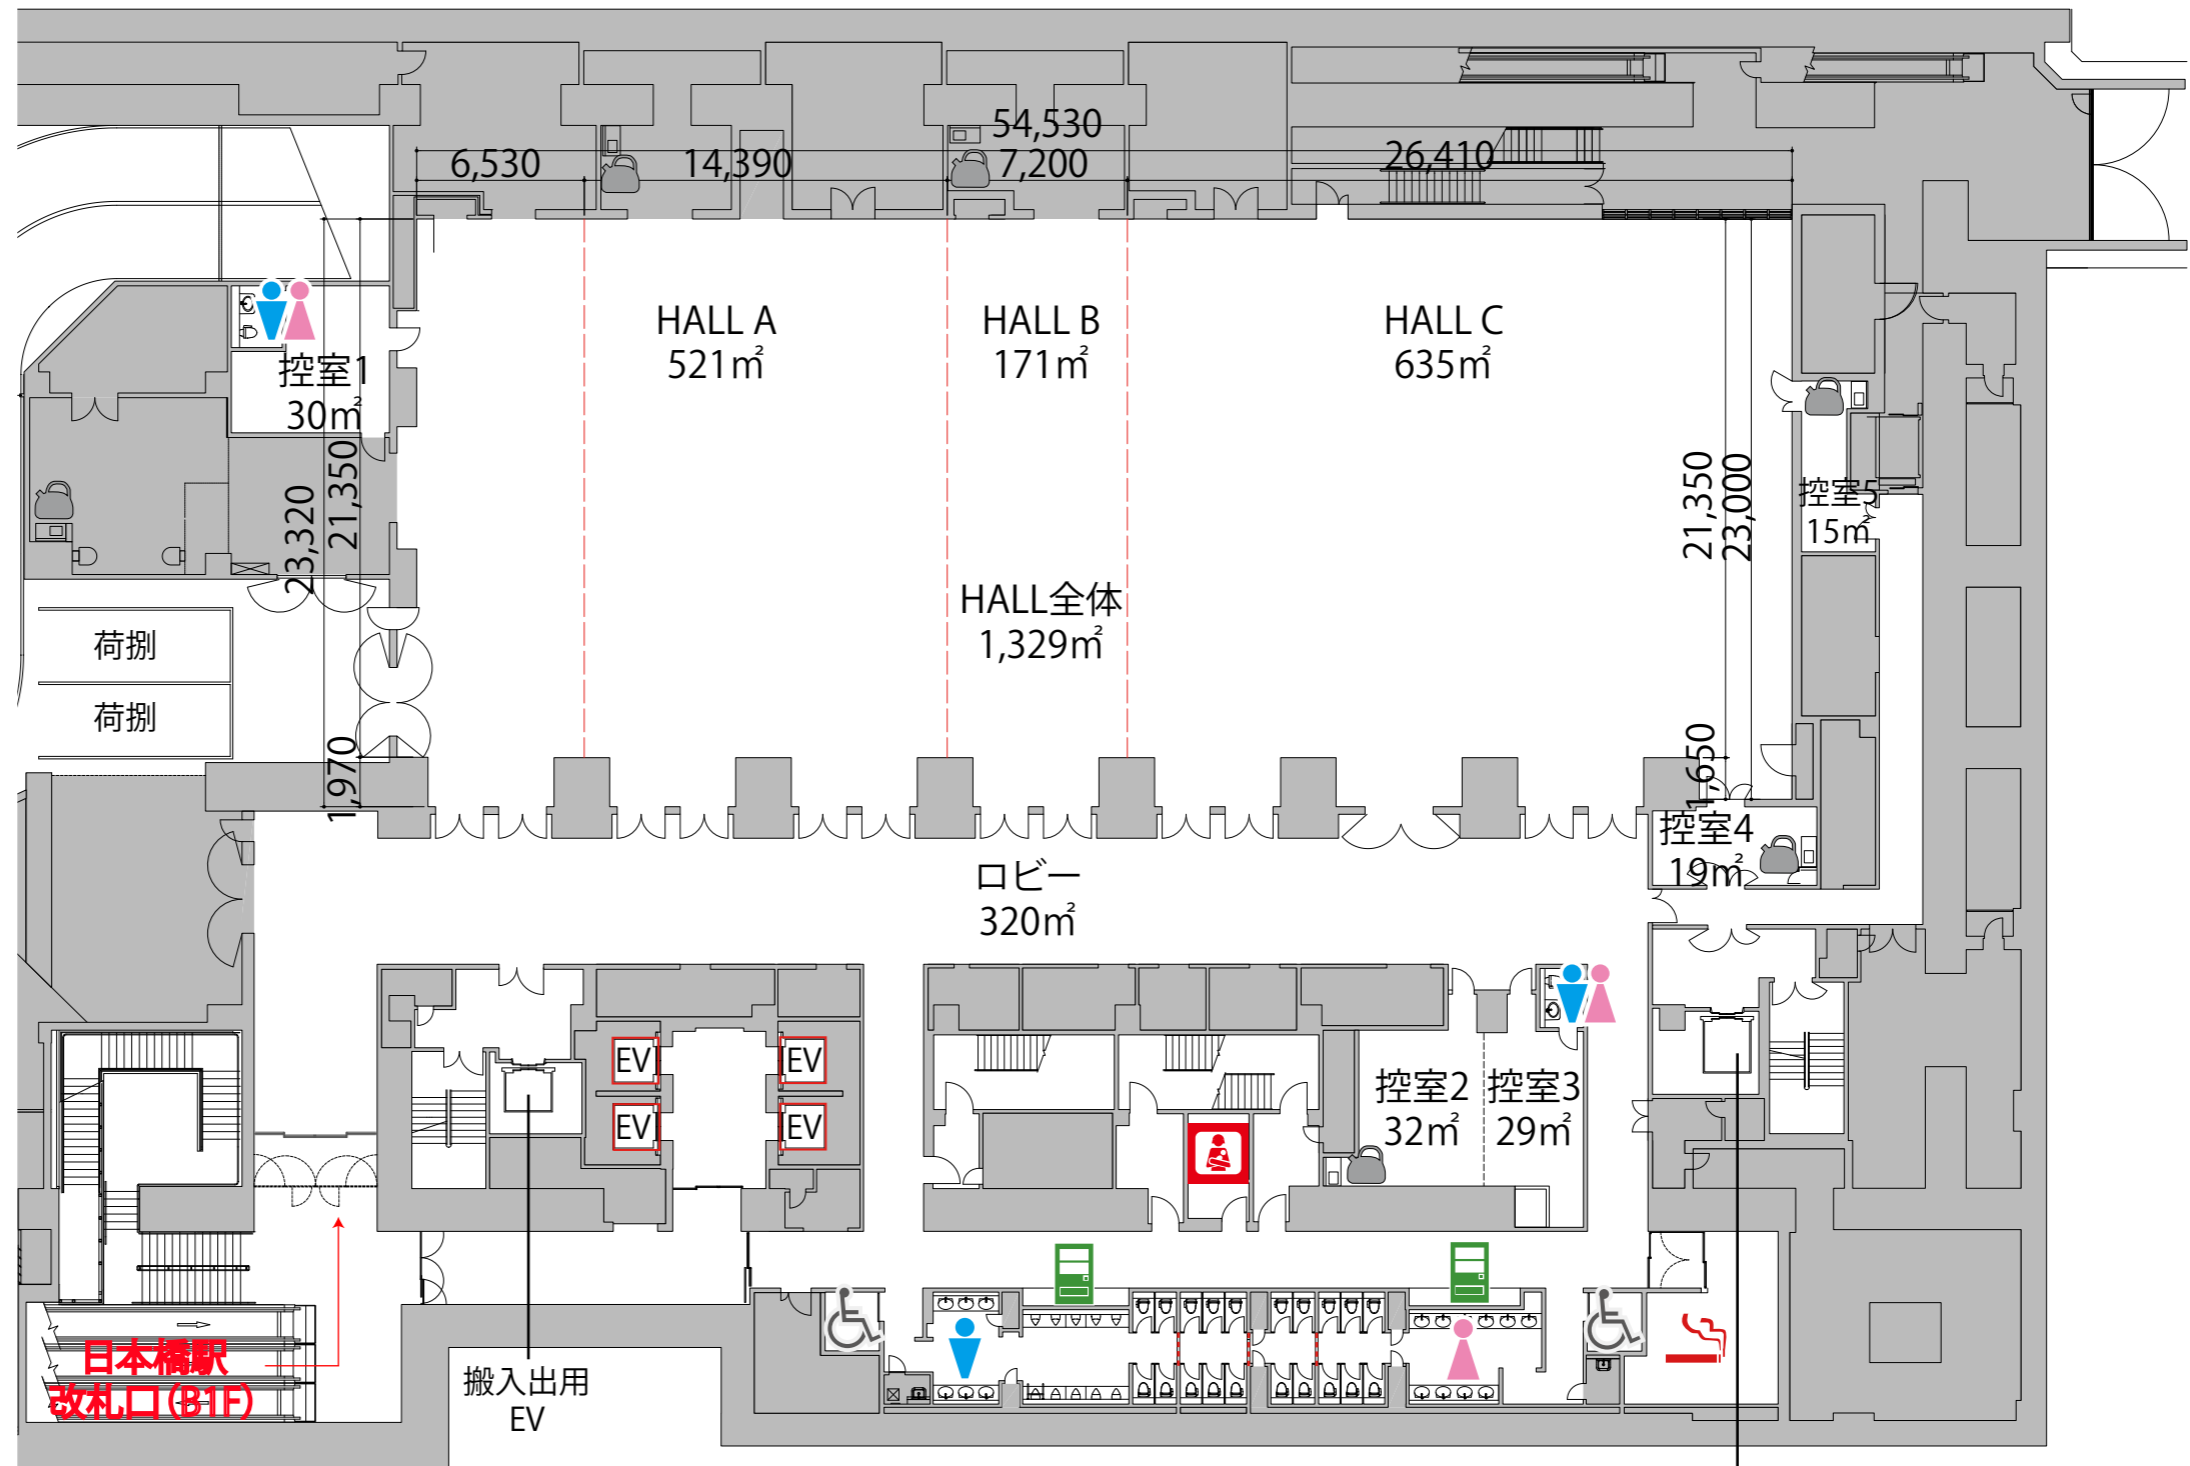 54,530
6,530
14,390
7,200
26,410
HALL A
521㎡
HALL B
171㎡
HALL C
635㎡
控室1
30㎡
23,320
21,350
1,970
21,350
23,000
1,650
控室5
15㎡
HALL全体
1,329㎡
荷捌
荷捌
控室4
19㎡
ロビー
320㎡
EV
EV
EV
EV
控室2
32㎡
控室3
29㎡
日本橋駅
改札口(B1F)
搬入出用
EV